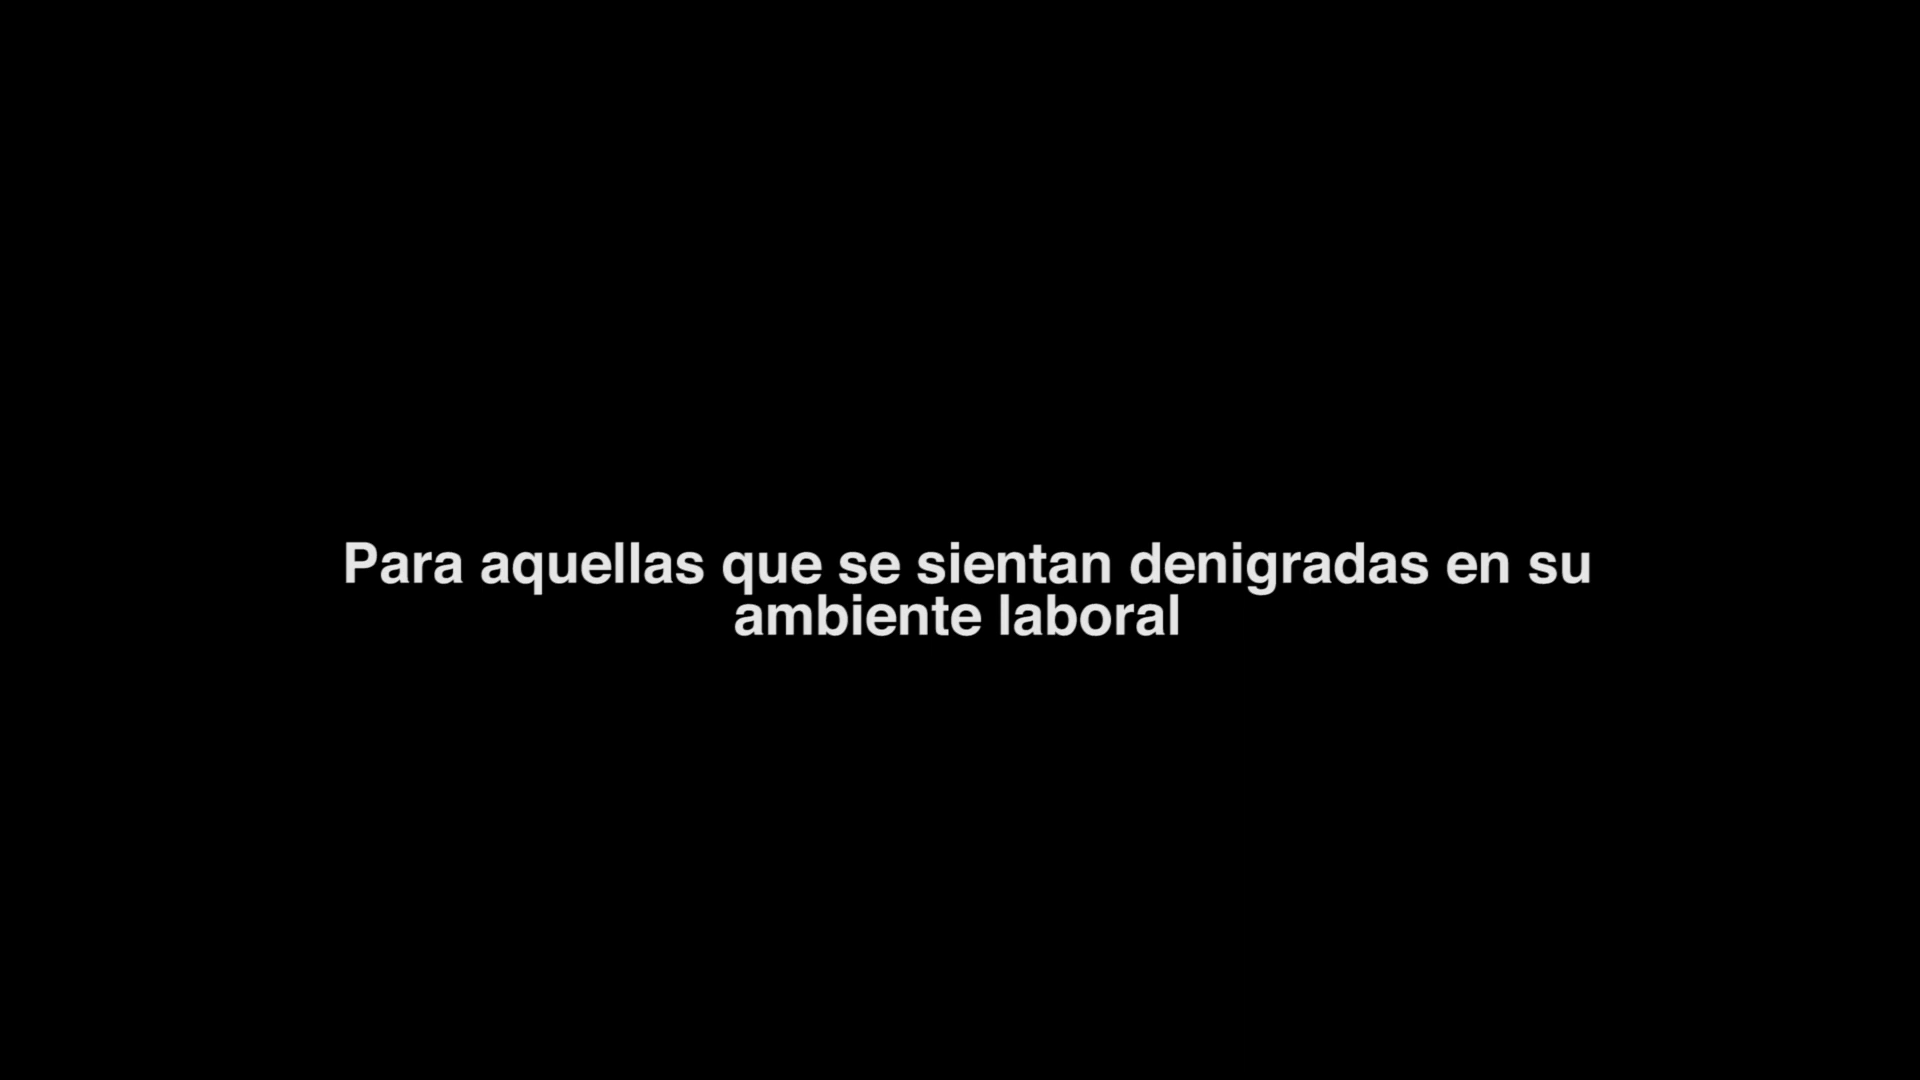 Para aquellas que se sientan denigradas en su
ambiente laboral